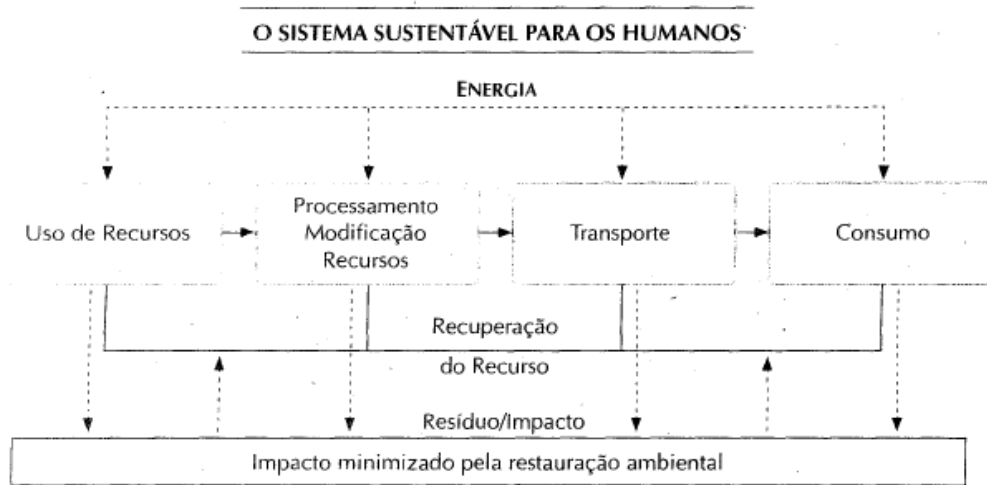 O SISTEMA SUSTENTÁVEL PARA OS HUMANOS
ENERGIA
Uso de Recursos
Processamento
Modificação
Recursos
Transporte
Consumo
Recuperação
do Recurso
Resíduo/Impacto
Impacto minimizado pela restauração ambiental